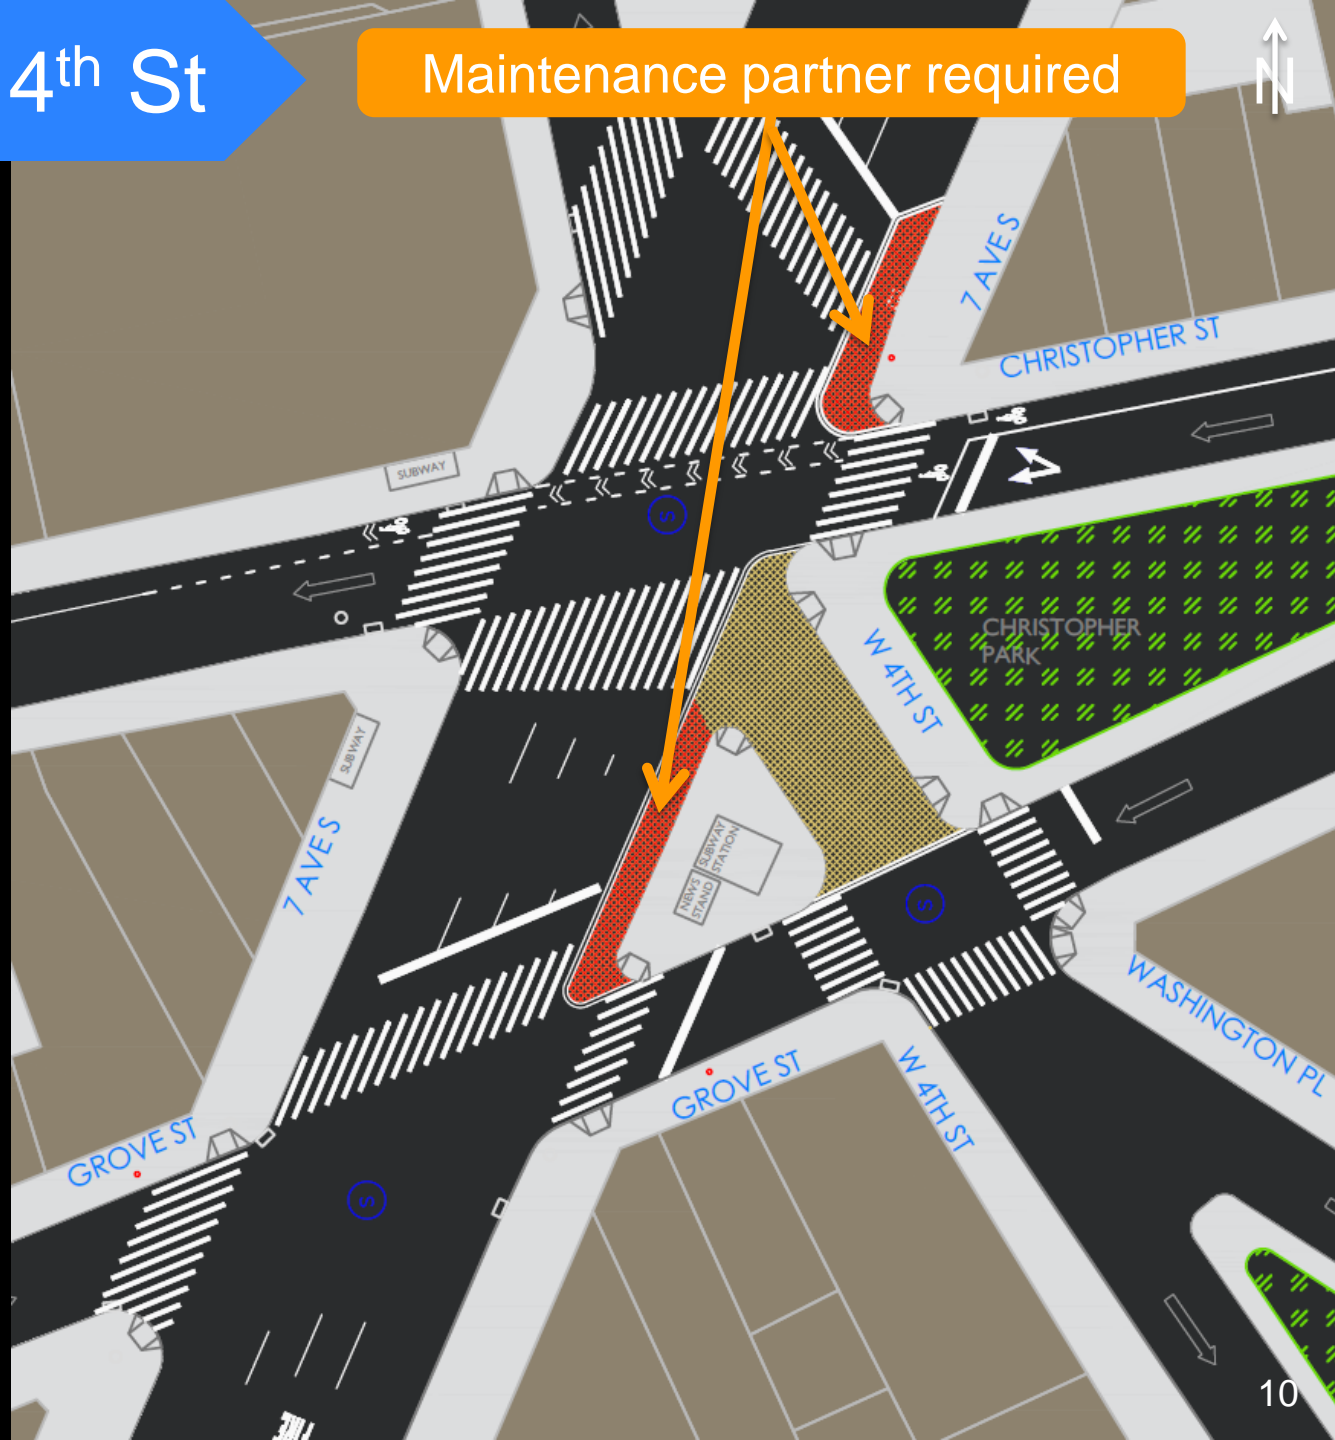 4th St
Maintenance partner required
N
7 AVE S
CHRISTOPHER ST
SUBWAY
S
CHRISTOPHER
PARK
W 4TH ST
SUBWAY
7 AVE S
SUBWAY
STATION
NEWS
STAND
S
WASHINGTON PL
GROVE ST
W 4TH ST
GROVE ST
S
10